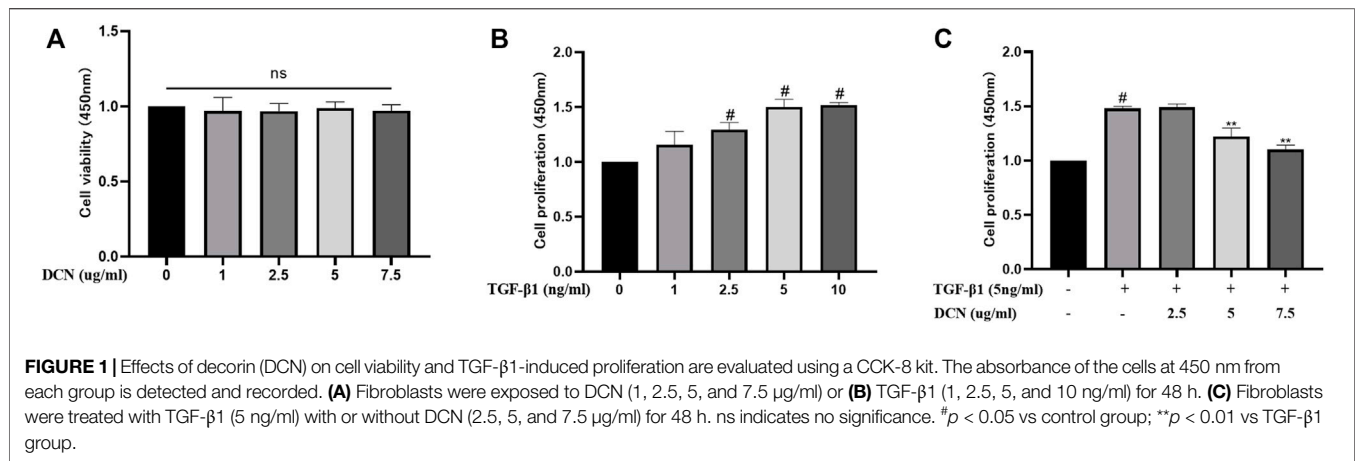 A
1.5
1.0
0.5
0.0
Cell viability (450nm)
ns
DCN (ug/ml)
0 1 2.5 5 7.5
B
2.0
1.5
1.0
0.5
0.0
Cell proliferation (450nm)
# # #
TGF-β1 (ng/ml)
0 1 2.5 5 10
C
2.0
1.5
1.0
0.5
0.0
Cell proliferation (450nm)
# ** **
TGF-β1 (5ng/ml) - + + + +
DCN (ug/ml) - - 2.5 5 7.5
FIGURE 1 | Effects of decorin (DCN) on cell viability and TGF-β1-induced proliferation are evaluated using a CCK-8 kit. The absorbance of the cells at 450 nm from
each group is detected and recorded. (A) Fibroblasts were exposed to DCN (1, 2.5, 5, and 7.5 μg/ml) or (B) TGF-β1 (1, 2.5, 5, and 10 ng/ml) for 48 h. (C) Fibroblasts
were treated with TGF-β1 (5 ng/ml) with or without DCN (2.5, 5, and 7.5 μg/ml) for 48 h. ns indicates no significance. #p < 0.05 vs control group; **p < 0.01 vs TGF-β1
group.